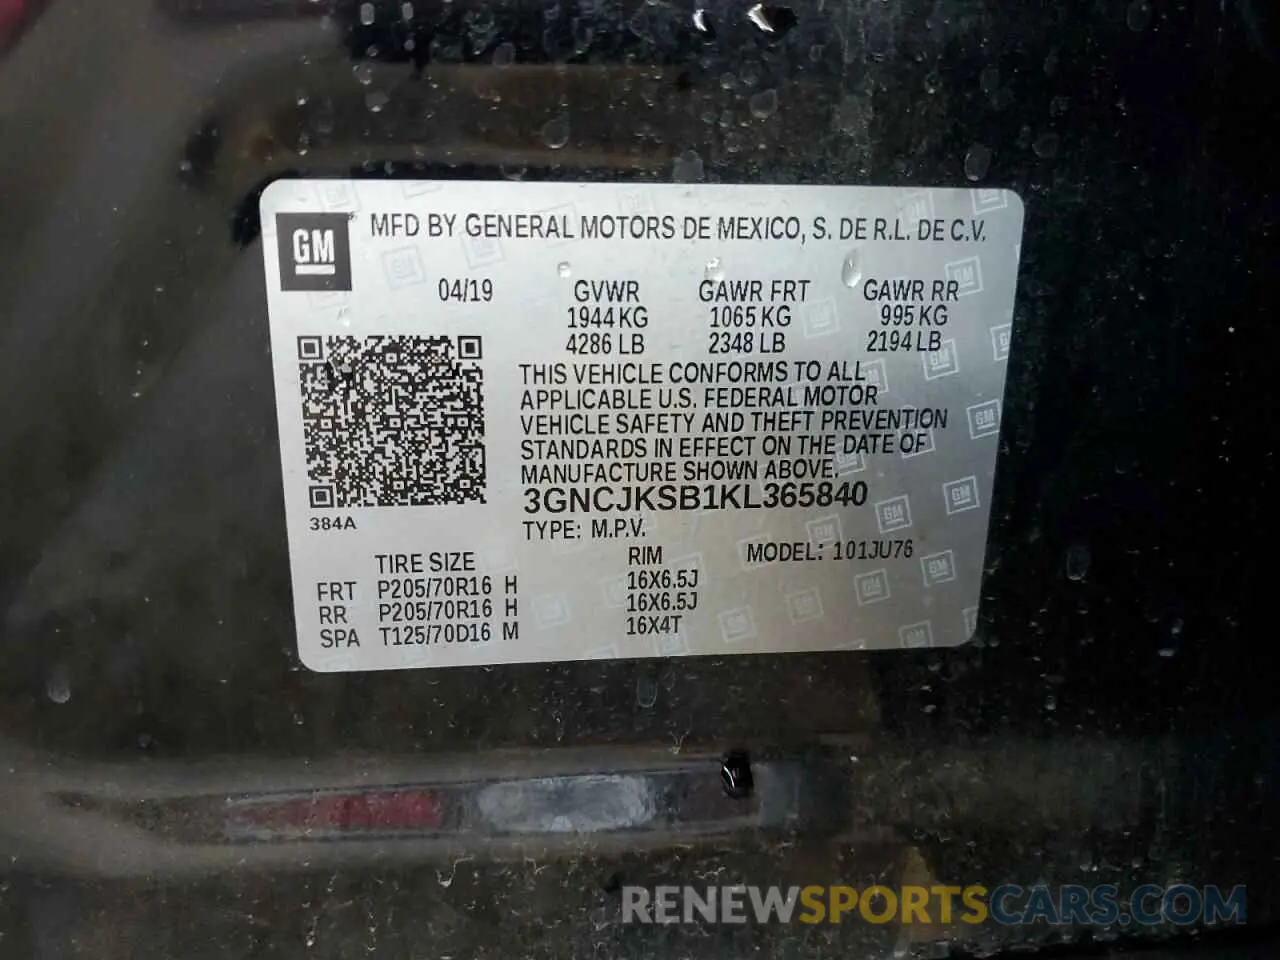 GM
MFD BY GENERAL MOTORS DE MEXICO, S. DE R.L. DE C.V.
04/19 GVWR GAWR FRT GAWR RR
1944 KG 1065 KG 995 KG
4286 LB 2348 LB 2194 LB
THIS VEHICLE CONFORMS TO ALL
APPLICABLE U.S. FEDERAL MOTOR
VEHICLE SAFETY AND THEFT PREVENTION
STANDARDS IN EFFECT ON THE DATE OF
MANUFACTURE SHOWN ABOVE.
3GNCJKSB1KL365840
384A
TYPE: M.P.V.
TIRE SIZE RIM MODEL: 101JU76
FRT P205/70R16 H 16X6.5J
RR P205/70R16 H 16X6.5J
SPA T125/70D16 M 16X4T
RENEWSPORTSCARS.COM